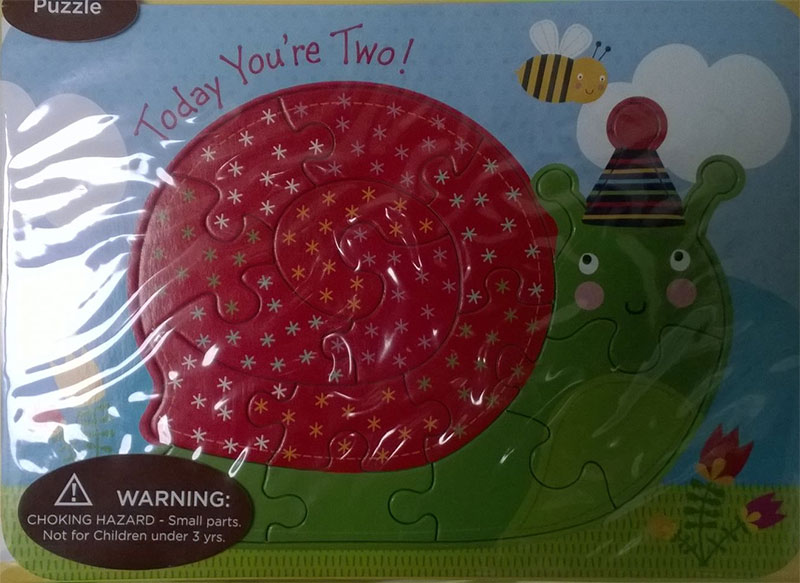 Puzzle
Today You're Two!
WARNING:
CHOKING HAZARD - Small parts.
Not for Children under 3 yrs.